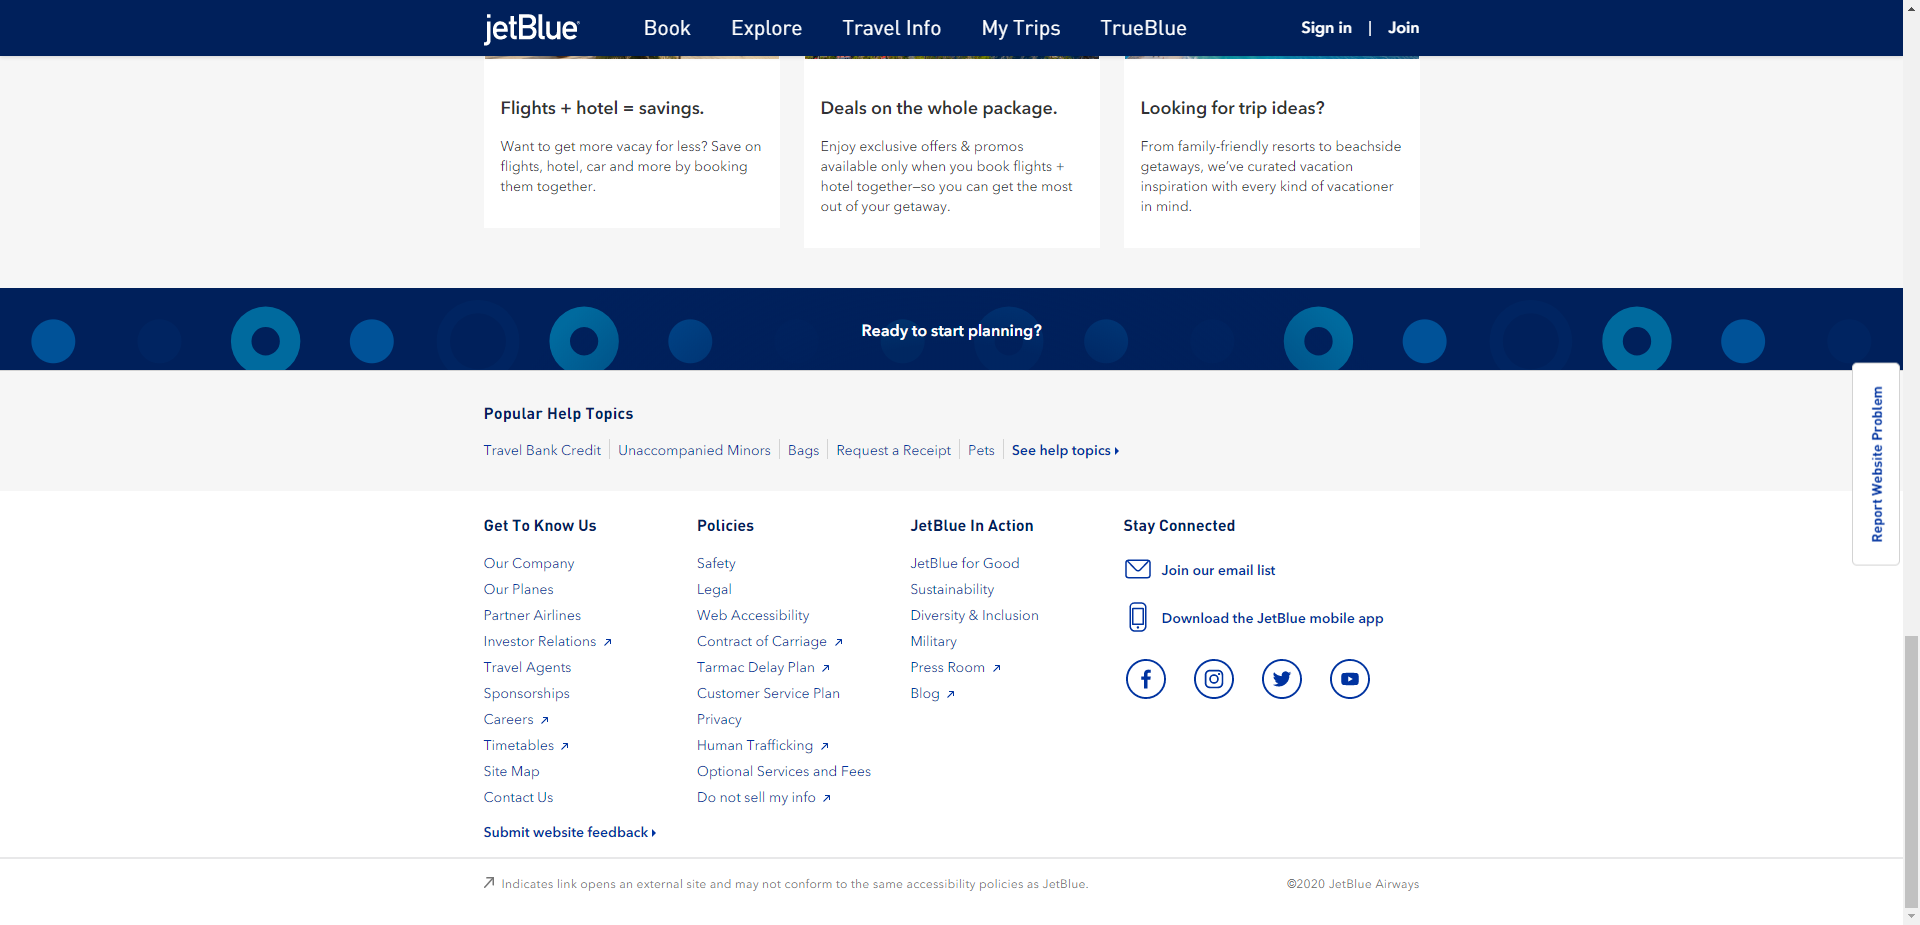 jetBlue
Book
Explore
Travel Info
My Trips
TrueBlue
Sign in | Join
Flights + hotel = savings.
Want to get more vacay for less? Save on
flights, hotel, car and more by booking
them together.
Deals on the whole package.
Enjoy exclusive offers & promos
available only when you book flights +
hotel together–so you can get the most
out of your getaway.
Looking for trip ideas?
From family-friendly resorts to beachside
getaways, we've curated vacation
inspiration with every kind of vacationer
in mind.
Ready to start planning?
Report Website Problem
Popular Help Topics
Travel Bank Credit
Unaccompanied Minors
Bags
Request a Receipt
Pets
See help topics
Get To Know Us
Our Company
Our Planes
Partner Airlines
Investor Relations
Travel Agents
Sponsorships
Careers
Timetables
Site Map
Contact Us
Submit website feedback
Policies
Safety
Legal
Web Accessibility
Contract of Carriage
Tarmac Delay Plan
Customer Service Plan
Privacy
Human Trafficking
Optional Services and Fees
Do not sell my info
JetBlue In Action
JetBlue for Good
Sustainability
Diversity & Inclusion
Military
Press Room
Blog
Stay Connected
Join our email list
Download the JetBlue mobile app
Indicates link opens an external site and may not conform to the same accessibility policies as JetBlue.
©2020 JetBlue Airways